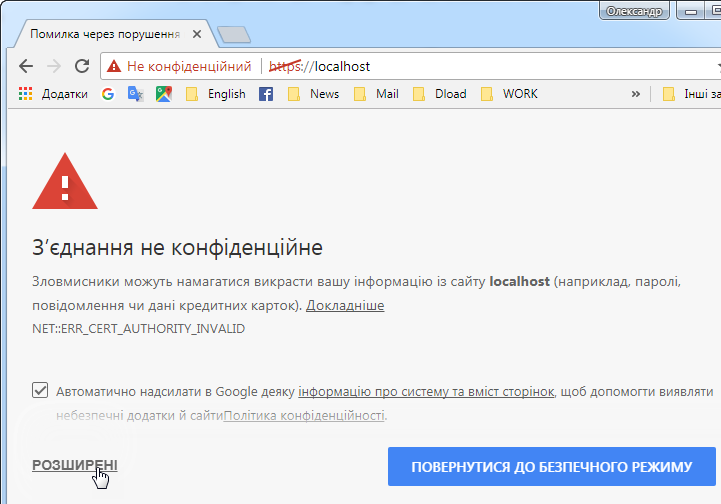 Олександр
Помилка через порушення
Не конфіденційний https://localhost
Додатки English News Mail Dload WORK » Інші за
З’єднання не конфіденційне
Зловмисники можуть намагатися викрасти вашу інформацію із сайту localhost (наприклад, паролі,
повідомлення чи дані кредитних карток). Докладніше
NET::ERR_CERT_AUTHORITY_INVALID
Автоматично надсилати в Google деяку інформацію про систему та вміст сторінок, щоб допомогти виявляти
небезпечні додатки й сайтиПолітика конфіденційності.
РОЗШИРЕНІ ПОВЕРНУТИСЯ ДО БЕЗПЕЧНОГО РЕЖИМУ